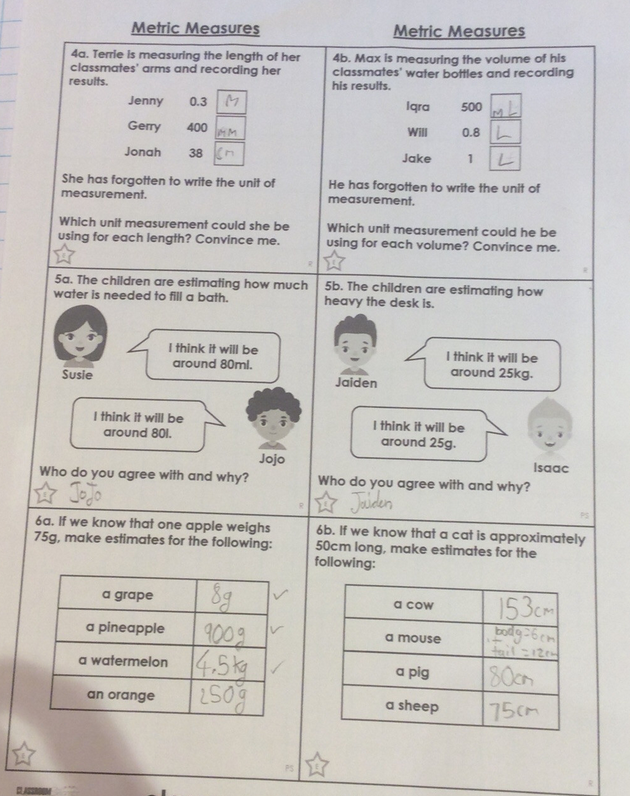 Metric Measures
4a. Terrie is measuring the length of her
classmates' arms and recording her
results.
Jenny 0.3 M
Gerry 400 MM
Jonah 38 cm
She has forgotten to write the unit of
measurement.
Which unit measurement could she be
using for each length? Convince me.
Metric Measures
4b. Max is measuring the volume of his
classmates' water bottles and recording
his results.
Iqra 500 mL
Will 0.8 L
Jake 1 L
He has forgotten to write the unit of
measurement.
Which unit measurement could he be
using for each volume? Convince me.
5a. The children are estimating how much
water is needed to fill a bath.
I think it will be
around 80ml.
Susie
I think it will be
around 80l.
Jojo
Who do you agree with and why?
JoJo
5b. The children are estimating how
heavy the desk is.
I think it will be
around 25kg.
Jaiden
I think it will be
around 25g.
Isaac
Who do you agree with and why?
Jaiden
6a. If we know that one apple weighs
75g, make estimates for the following:
a grape 8g
a pineapple 900g
a watermelon 4,5kg
an orange 250g
6b. If we know that a cat is approximately
50cm long, make estimates for the
following:
a cow 153cm
a mouse body=6cm
tail=12cm
a pig 80cm
a sheep 75cm
CLASSROOM